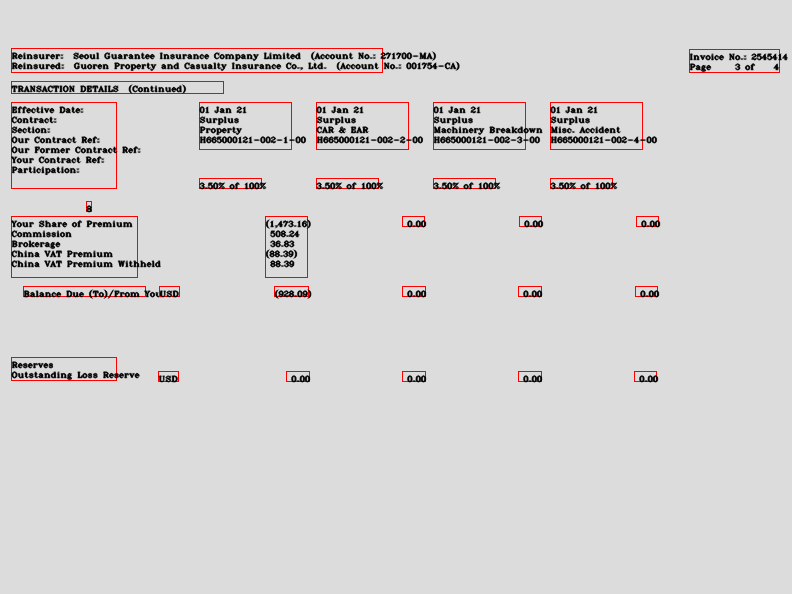 Reinsurer: Seoul Guarantee Insurance Company Limited (Account No.: 271700-MA)
Invoice No.: 2545414
Reinsured: Guoren Property and Casualty Insurance Co., Ltd. (Account No.: 001754-CA)
Page 3 of 4
TRANSACTION DETAILS (Continued)
Effective Date: 01 Jan 21 01 Jan 21 01 Jan 21 01 Jan 21
Contract: Surplus Surplus Surplus Surplus
Section: Property CAR & EAR Machinery Breakdown Misc. Accident
Our Contract Ref: H665000121-002-1-00 H665000121-002-2-00 H665000121-002-3-00 H665000121-002-4-00
Our Former Contract Ref:
Your Contract Ref:
Participation:
3.50% of 100% 3.50% of 100% 3.50% of 100% 3.50% of 100%
Your Share of Premium (1,473.16) 0.00 0.00 0.00
Commission 508.24
Brokerage 36.83
China VAT Premium (88.39)
China VAT Premium Withheld 88.39
Balance Due (To)/From You USD (928.09) 0.00 0.00 0.00
Reserves
Outstanding Loss Reserve USD 0.00 0.00 0.00 0.00